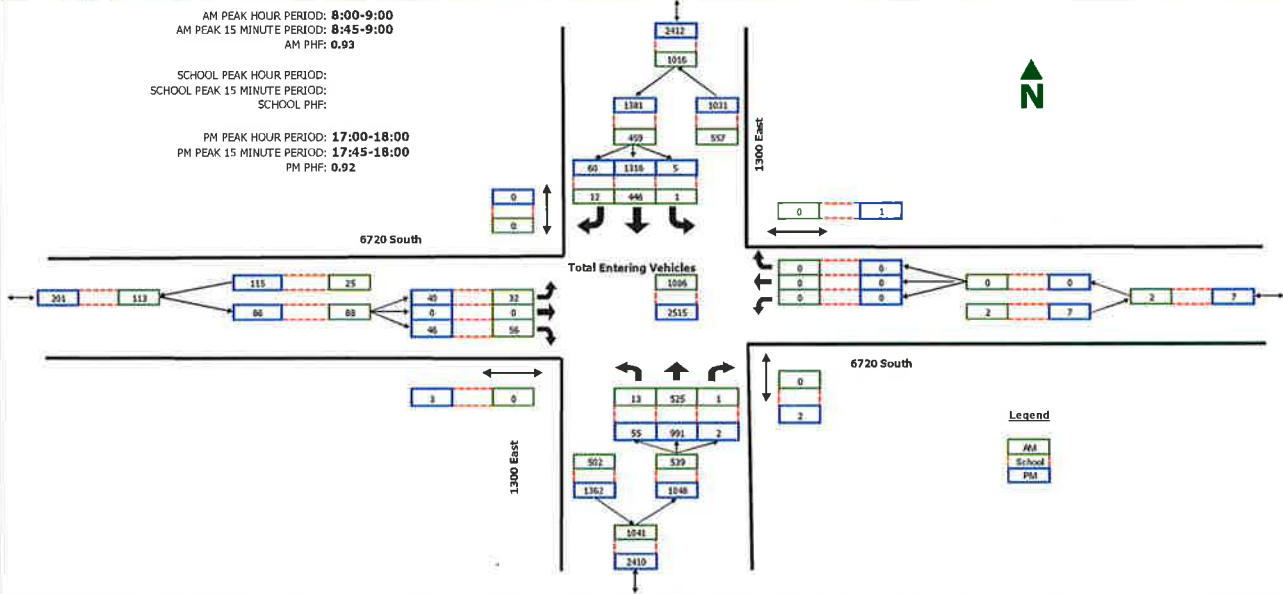 AM PEAK HOUR PERIOD: 8:00-9:00
AM PEAK 15 MINUTE PERIOD: 8:45-9:00
AM PHF: 0.93
SCHOOL PEAK HOUR PERIOD:
SCHOOL PEAK 15 MINUTE PERIOD:
SCHOOL PHF:
PM PEAK HOUR PERIOD: 17:00-18:00
PM PEAK 15 MINUTE PERIOD: 17:45-18:00
PM PHF: 0.92
2412
1016
1381
459
1031
557
60 1316 5
12 446 1
1300 East
N
0
0
0 1
6720 South
201 113
115 25
86 88
40 32
0 0
46 56
Total Entering Vehicles
1086
2515
0 0
0 0
0 0
0 0
2 7
2 7
6720 South
3 0
1300 East
13 525 1
55 991 2
502
1362
539
1048
1041
2410
0
2
Legend
AM
School
PM